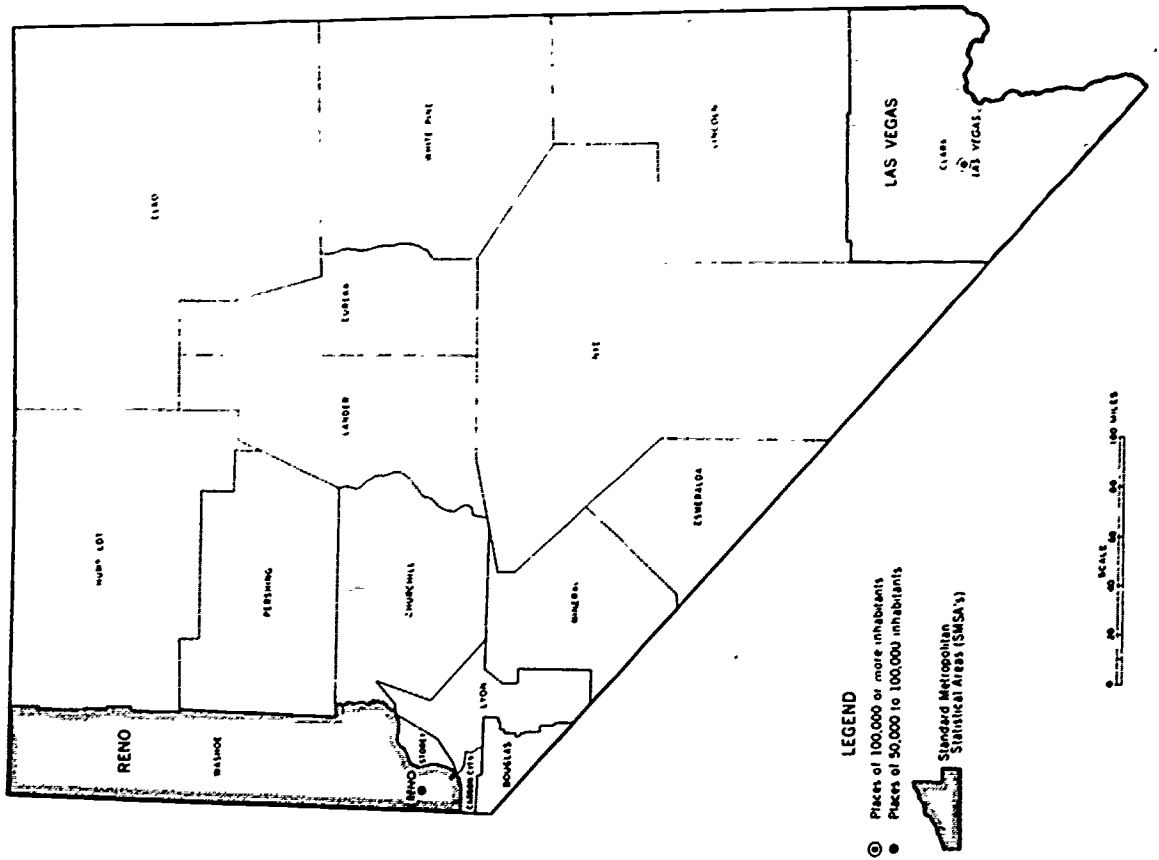 ELKO
WHITE PINE
EUREKA
LANDER
PERSHING
CHURCHILL
RENO
WASHOE
STOREY
RENO
CARSON CITY
LYON
DOUGLAS
MINERAL
ESMERALDA
NYE
LINCOLN
LAS VEGAS
CLARK
LAS VEGAS
LEGEND
Places of 100,000 or more inhabitants
Places of 50,000 to 100,000 inhabitants
Standard Metropolitan
Statistical Areas (SMSA's)
SCALE
0 20 40 60 80 100 MILES